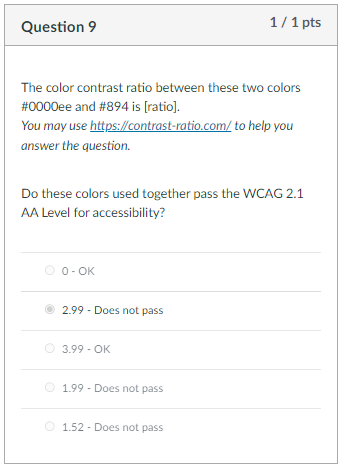 Question 9
1 / 1 pts
The color contrast ratio between these two colors
#0000ee and #894 is [ratio].
You may use https://contrast-ratio.com/ to help you
answer the question.
Do these colors used together pass the WCAG 2.1
AA Level for accessibility?
0 - OK
2.99 - Does not pass
3.99 - OK
1.99 - Does not pass
1.52 - Does not pass